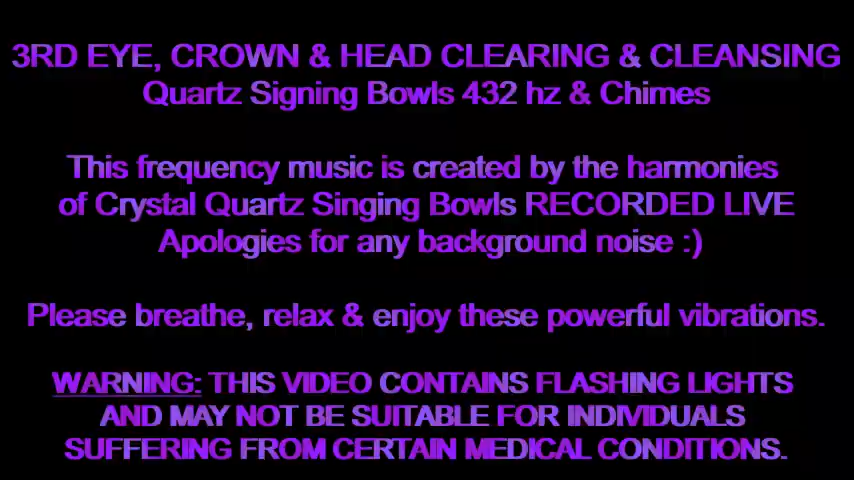 3RD EYE, CROWN & HEAD CLEARING & CLEANSING
Quartz Signing Bowls 432 hz & Chimes
This frequency music is created by the harmonies
of Crystal Quartz Singing Bowls RECORDED LIVE
Apologies for any background noise :)
Please breathe, relax & enjoy these powerful vibrations.
WARNING: THIS VIDEO CONTAINS FLASHING LIGHTS
AND MAY NOT BE SUITABLE FOR INDIVIDUALS
SUFFERING FROM CERTAIN MEDICAL CONDITIONS.